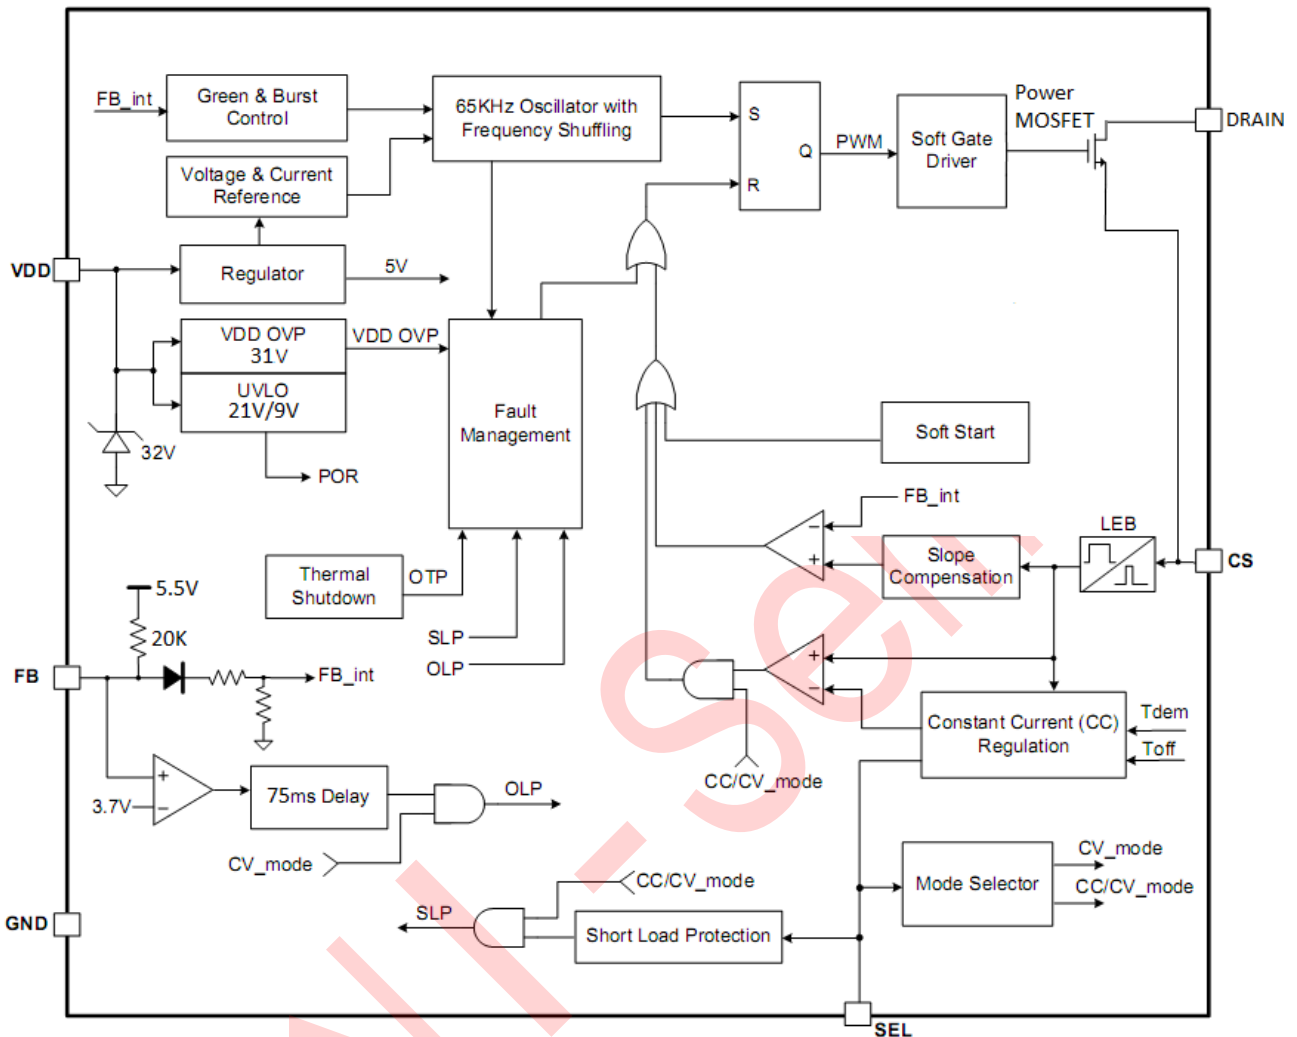 FB_int
Green & Burst
Control
65KHz Oscillator with
Frequency Shuffling
S
Q
R
PWM
Soft Gate
Driver
Power
MOSFET
DRAIN
Voltage & Current
Reference
VDD
Regulator
5V
VDD OVP
31V
VDD OVP
UVLO
21V/9V
32V
POR
Fault
Management
Soft Start
FB_int
LEB
Slope
Compensation
CS
Thermal
Shutdown
OTP
SLP
OLP
5.5V
20K
FB
FB_int
+
−
+
−
Constant Current (CC)
Regulation
Tdem
Toff
CC/CV_mode
+
3.7V
−
75ms Delay
OLP
CV_mode
CC/CV_mode
SLP
Short Load Protection
Mode Selector
CV_mode
CC/CV_mode
GND
SEL